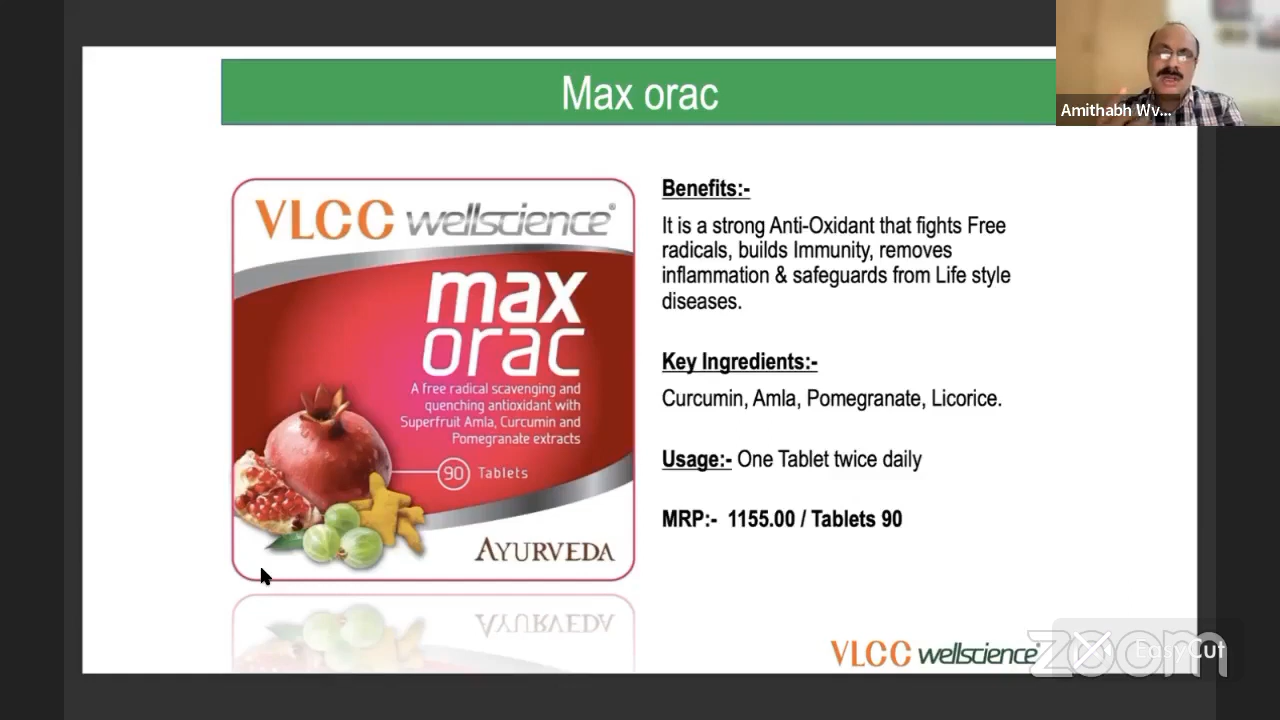 Max orac
Amithabh Wv...
VLCC wellscience®
max
orac
A free radical scavenging and
quenching antioxidant with
Superfruit Amla, Curcumin and
Pomegranate extracts
90 Tablets
AYURVEDA
Benefits:-
It is a strong Anti-Oxidant that fights Free
radicals, builds Immunity, removes
inflammation & safeguards from Life style
diseases.
Key Ingredients:-
Curcumin, Amla, Pomegranate, Licorice.
Usage:- One Tablet twice daily
MRP:- 1155.00 / Tablets 90
AYURVEDA
VLCC wellscience®
zoom
EasyCut